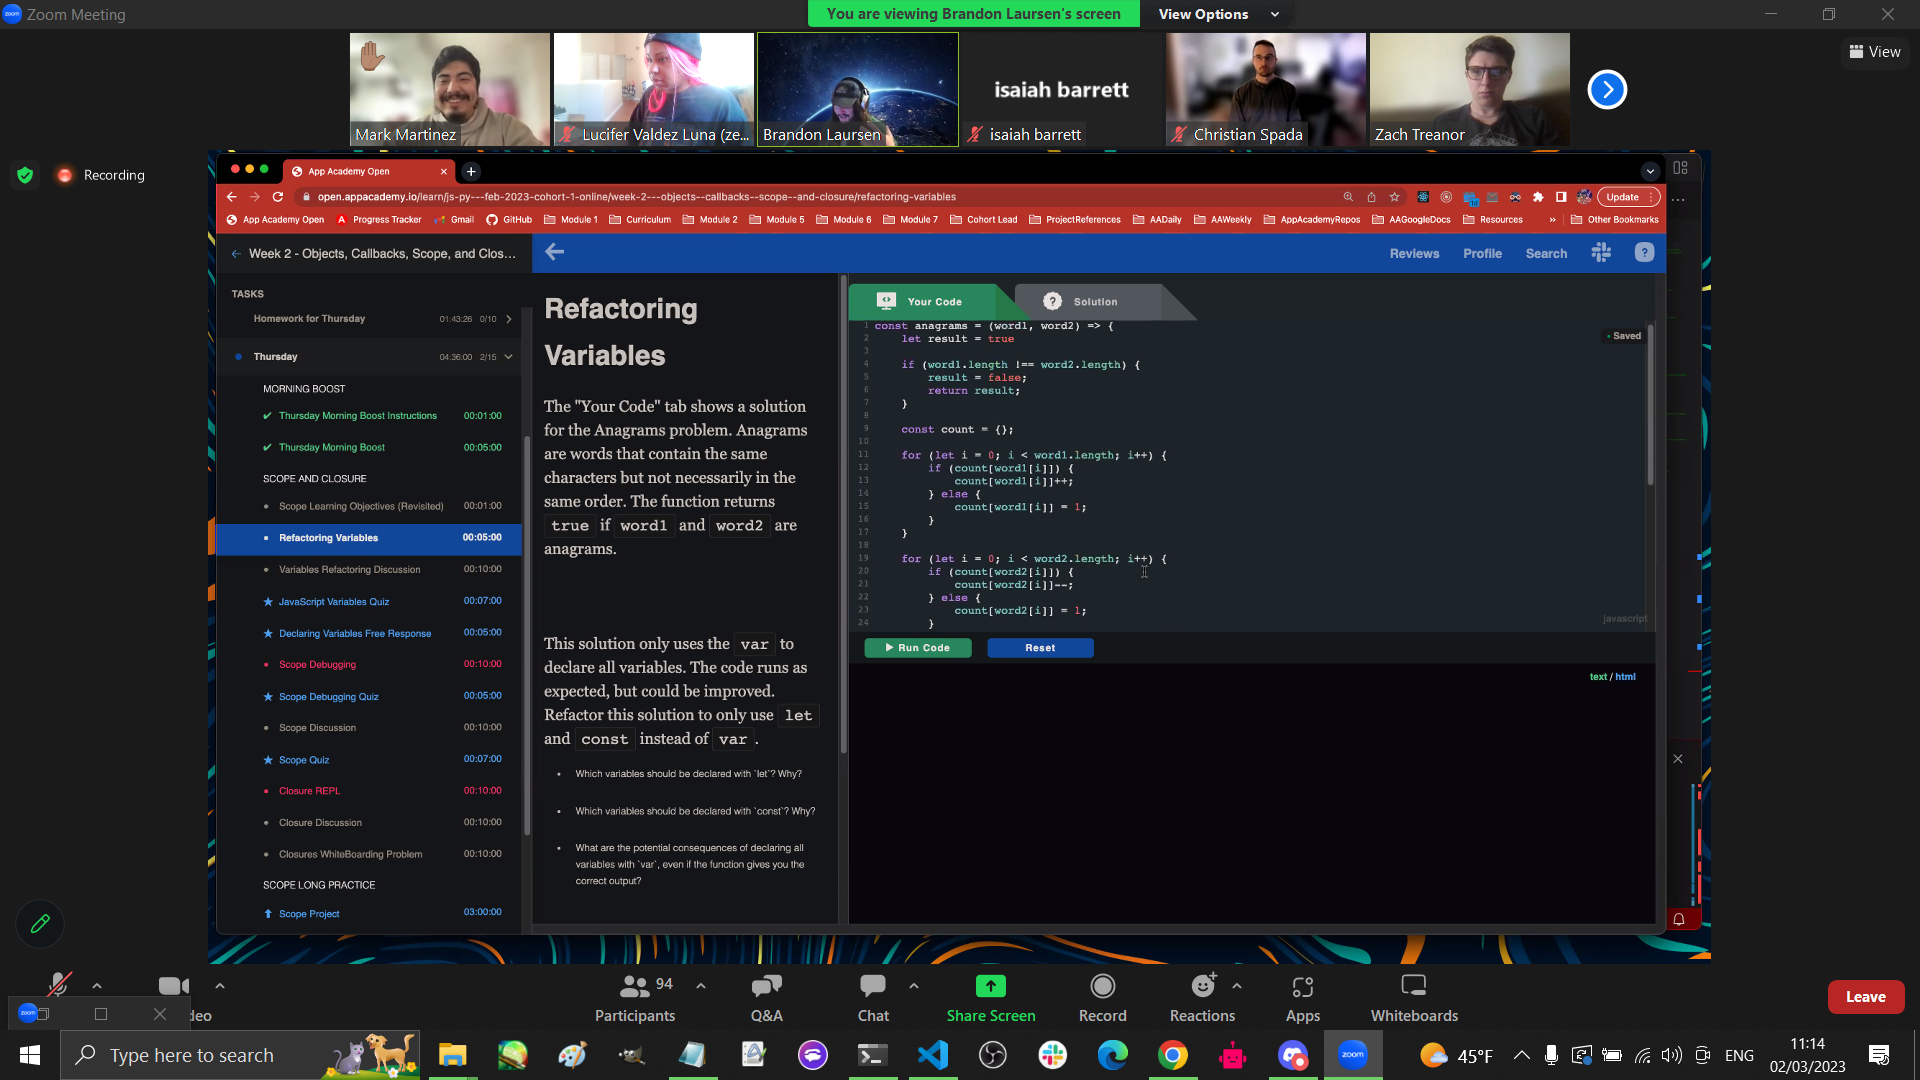 Zoom Meeting
You are viewing Brandon Laursen's screen
View Options
View
Mark Martinez
Lucifer Valdez Luna (ze...
Brandon Laursen
isaiah barrett
isaiah barrett
Christian Spada
Zach Treanor
Recording
App Academy Open
open.appacademy.io/learn/js-py---feb-2023-cohort-1-online/week-2---objects--callbacks--scope--and-closure/refactoring-variables
Update
App Academy Open
Progress Tracker
Gmail
GitHub
Module 1
Curriculum
Module 2
Module 5
Module 6
Module 7
Cohort Lead
ProjectReferences
AADaily
AAWeekly
AppAcademyRepos
AAGoogleDocs
Resources
Other Bookmarks
Week 2 - Objects, Callbacks, Scope, and Clos...
Reviews
Profile
Search
TASKS
Homework for Thursday 01:43:26 0/10
Thursday 04:36:00 2/15
MORNING BOOST
Thursday Morning Boost Instructions 00:01:00
Thursday Morning Boost 00:05:00
SCOPE AND CLOSURE
Scope Learning Objectives (Revisited) 00:01:00
Refactoring Variables 00:05:00
Variables Refactoring Discussion 00:10:00
JavaScript Variables Quiz 00:07:00
Declaring Variables Free Response 00:05:00
Scope Debugging 00:10:00
Scope Debugging Quiz 00:05:00
Scope Discussion 00:10:00
Scope Quiz 00:07:00
Closure REPL 00:10:00
Closure Discussion 00:10:00
Closures WhiteBoarding Problem 00:10:00
SCOPE LONG PRACTICE
Scope Project 03:00:00
Refactoring
Variables
The "Your Code" tab shows a solution
for the Anagrams problem. Anagrams
are words that contain the same
characters but not necessarily in the
same order. The function returns
true if word1 and word2 are
anagrams.
This solution only uses the var to
declare all variables. The code runs as
expected, but could be improved.
Refactor this solution to only use let
and const instead of var .
• Which variables should be declared with `let`? Why?
• Which variables should be declared with `const`? Why?
• What are the potential consequences of declaring all
variables with `var`, even if the function gives you the
correct output?
Your Code
Solution
Saved
1 const anagrams = (word1, word2) => {
2 let result = true
3
4 if (word1.length !== word2.length) {
5 result = false;
6 return result;
7 }
8
9 const count = {};
10
11 for (let i = 0; i < word1.length; i++) {
12 if (count[word1[i]]) {
13 count[word1[i]]++;
14 } else {
15 count[word1[i]] = 1;
16 }
17 }
18
19 for (let i = 0; i < word2.length; i++) {
20 if (count[word2[i]]) {
21 count[word2[i]]--;
22 } else {
23 count[word2[i]] = 1;
24 }
javascript
Run Code
Reset
text / html
deo
94
Participants
Q&A
Chat
Share Screen
Record
Reactions
Apps
Whiteboards
Leave
zoom
Type here to search
zoom
45°F
ENG
11:14
02/03/2023